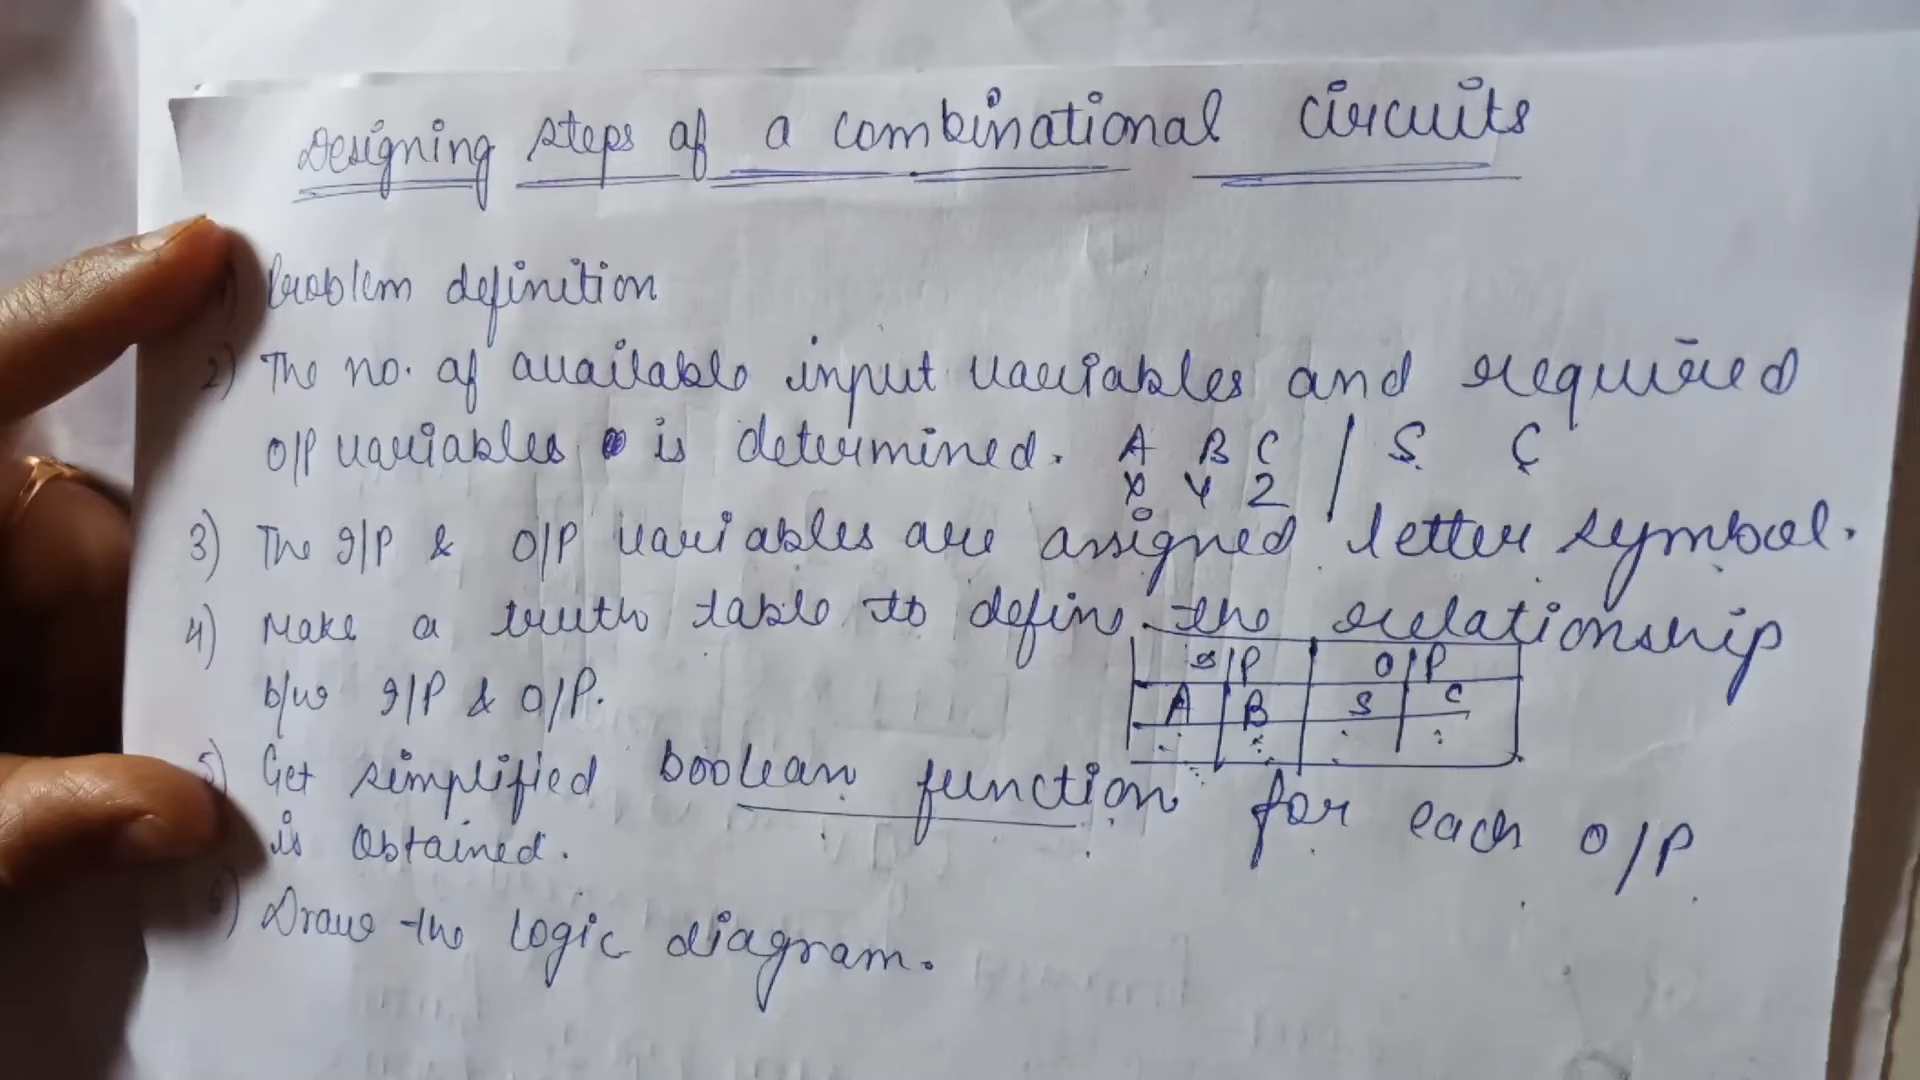 Designing steps of a combinational circuits
1) Problem definition
2) The no. of available input variables and required
o/p variables is determined. A B C / S C
X Y Z
3) The I/P & O/P variables are assigned letter symbol.
4) Make a truth table to define the relationship
I/P O/P
b/w I/P & O/P.
A B S C
5) Get simplified boolean function for each O/P
is obtained.
6) Draw the logic diagram.